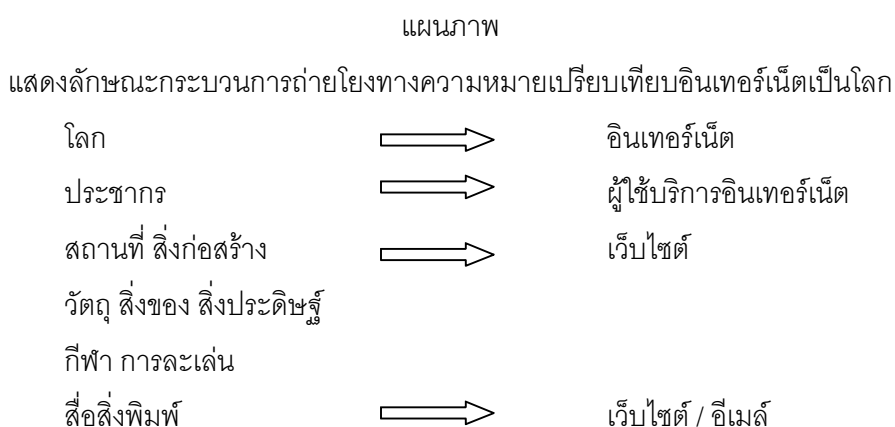 แผนภาพ
แสดงลักษณะกระบวนการถ่ายโยงทางความหมายเปรียบเทียบอินเทอร์เน็ตเป็นโลก
โลก อินเทอร์เน็ต
ประชากร ผู้ใช้บริการอินเทอร์เน็ต
สถานที่ สิ่งก่อสร้าง เว็บไซต์
วัตถุ สิ่งของ สิ่งประดิษฐ์
กีฬา การละเล่น
สื่อสิ่งพิมพ์ เว็บไซต์ / อีเมล์